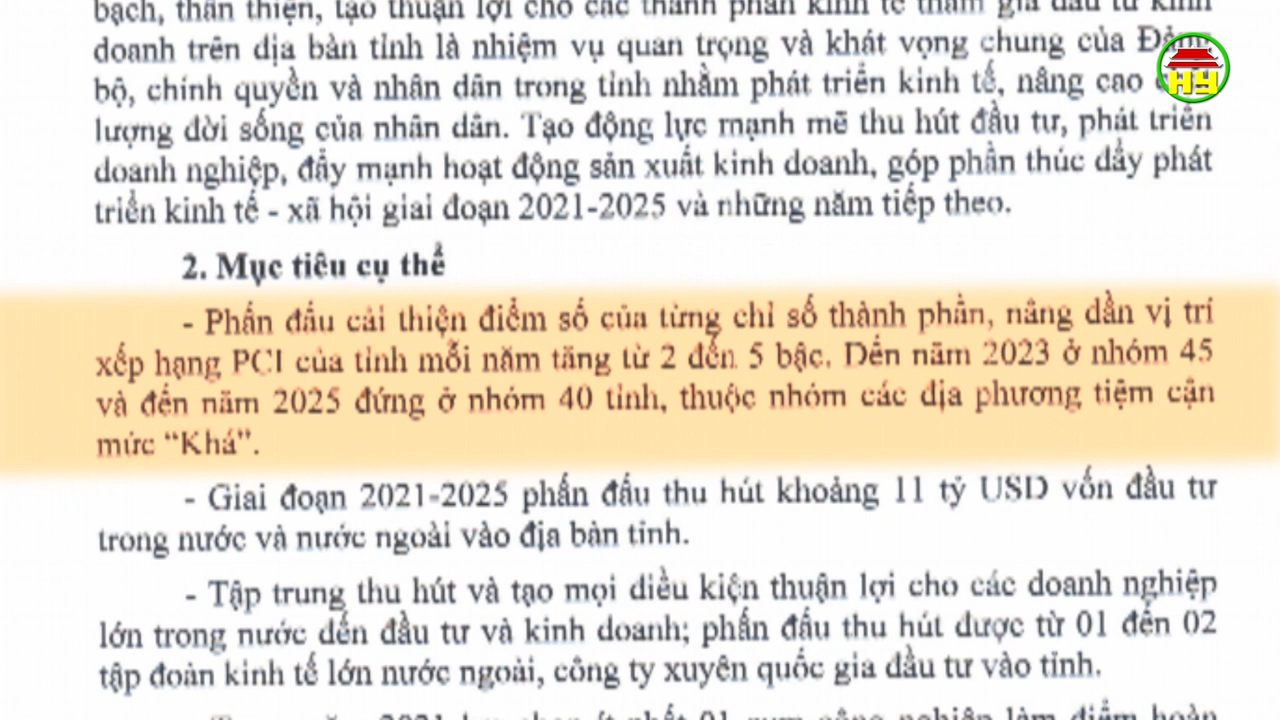 bạch, thân thiện, tạo thuận lợi cho các thành phần kinh tế tham gia đầu tư kinh
doanh trên địa bàn tỉnh là nhiệm vụ quan trọng và khát vọng chung của Đảng
bộ, chính quyền và nhân dân trong tỉnh nhằm phát triển kinh tế, nâng cao
lượng đời sống của nhân dân. Tạo động lực mạnh mẽ thu hút đầu tư, phát triển
doanh nghiệp, đẩy mạnh hoạt động sản xuất kinh doanh, góp phần thúc đẩy phát
triển kinh tế - xã hội giai đoạn 2021-2025 và những năm tiếp theo.
2. Mục tiêu cụ thể
- Phấn đấu cải thiện điểm số của từng chỉ số thành phần, nâng dần vị trí
xếp hạng PCI của tỉnh mỗi năm tăng từ 2 đến 5 bậc. Đến năm 2023 ở nhóm 45
và đến năm 2025 đứng ở nhóm 40 tỉnh, thuộc nhóm các địa phương tiệm cận
mức “Khá”.
- Giai đoạn 2021-2025 phấn đấu thu hút khoảng 11 tỷ USD vốn đầu tư
trong nước và nước ngoài vào địa bàn tỉnh.
- Tập trung thu hút và tạo mọi điều kiện thuận lợi cho các doanh nghiệp
lớn trong nước đến đầu tư và kinh doanh; phấn đấu thu hút được từ 01 đến 02
tập đoàn kinh tế lớn nước ngoài, công ty xuyên quốc gia đầu tư vào tỉnh.
HY